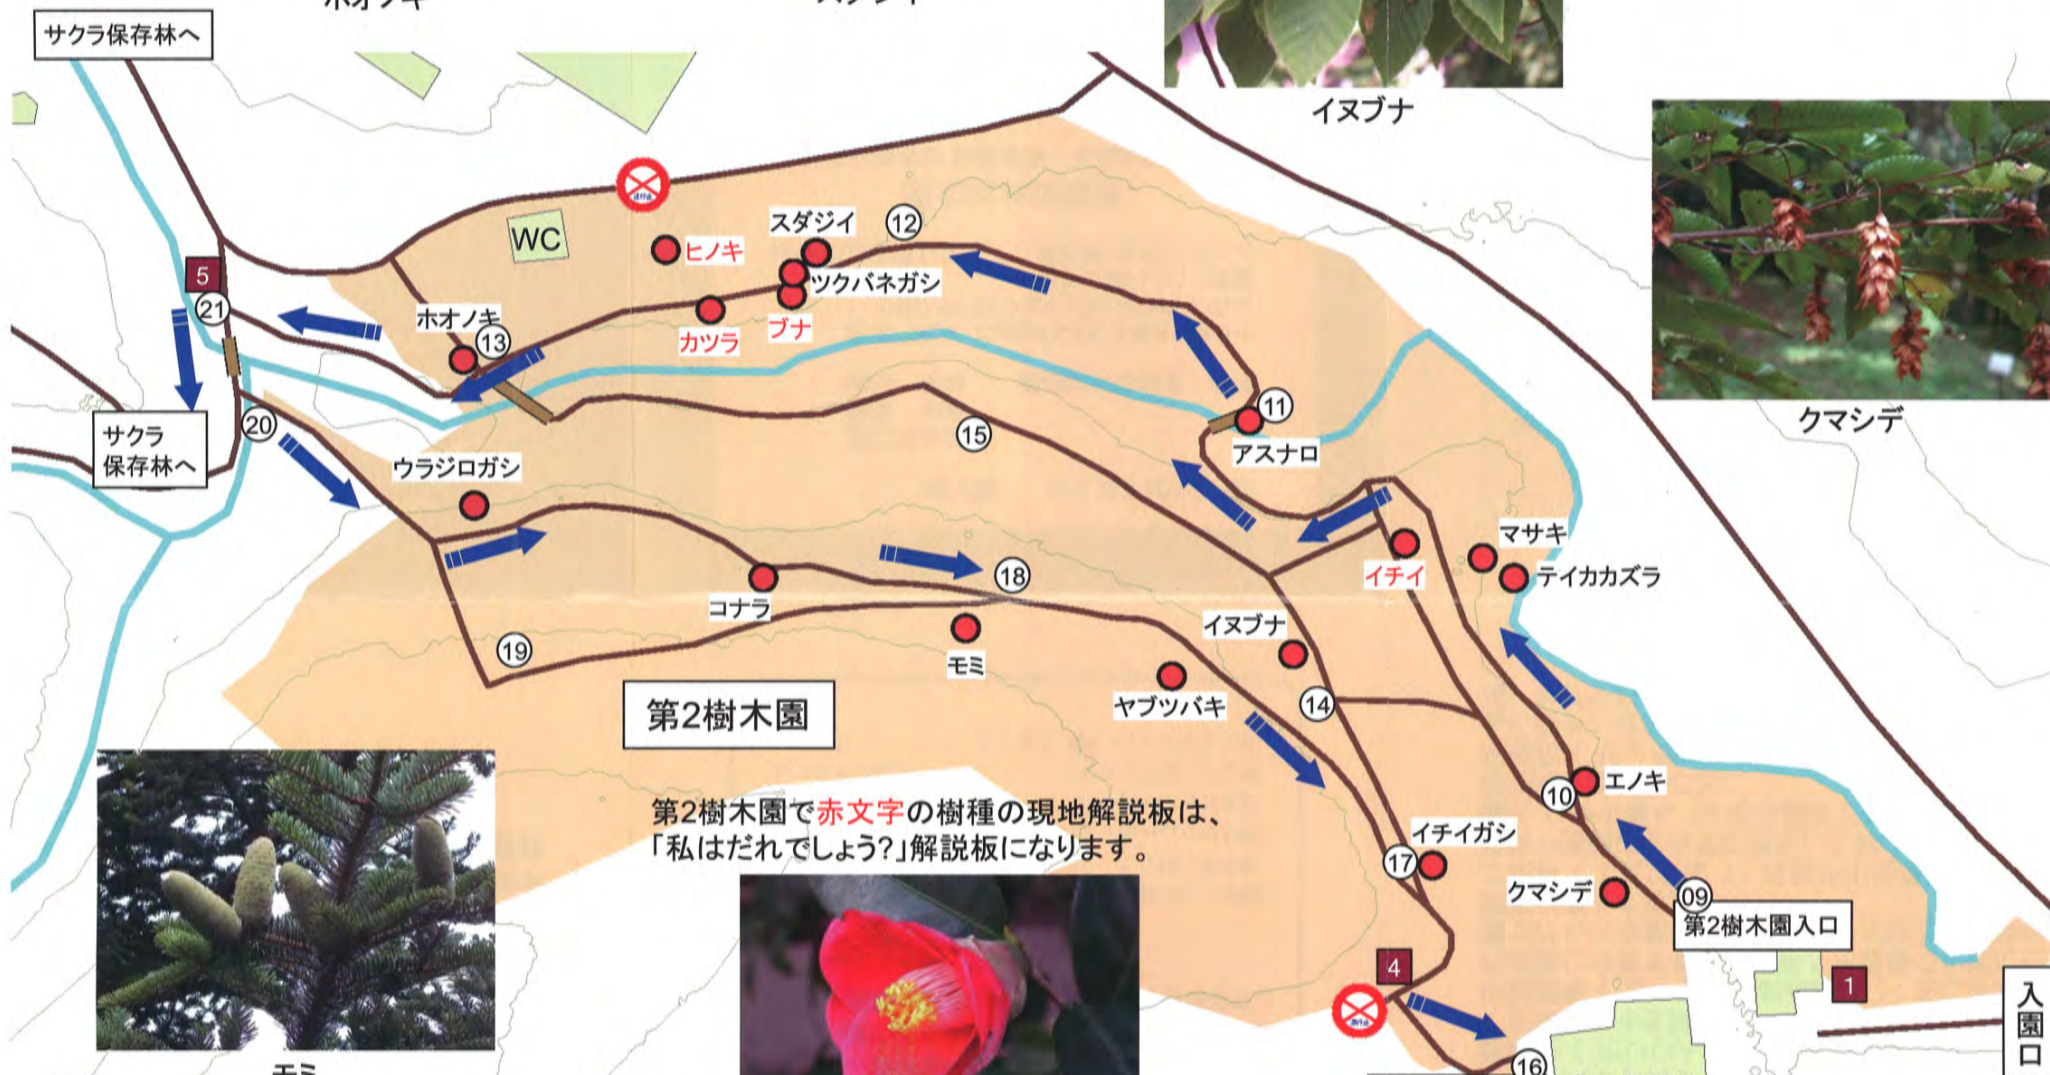 サクラ保存林へ
イヌブナ
クマシデ
WC
ヒノキ
スダジイ
12
ツクバネガシ
ブナ
カツラ
ホオノキ
13
5
21
サクラ
保存林へ
20
ウラジロガシ
15
11
アスナロ
マサキ
テイカカズラ
イチイ
コナラ
18
モミ
19
イヌブナ
ヤブツバキ
14
第2樹木園
10
エノキ
第2樹木園で赤文字の樹種の現地解説板は、
「私はだれでしょう?」解説板になります。
イチイガシ
17
クマシデ
09
第2樹木園入口
4
1
入園口
16
モミ